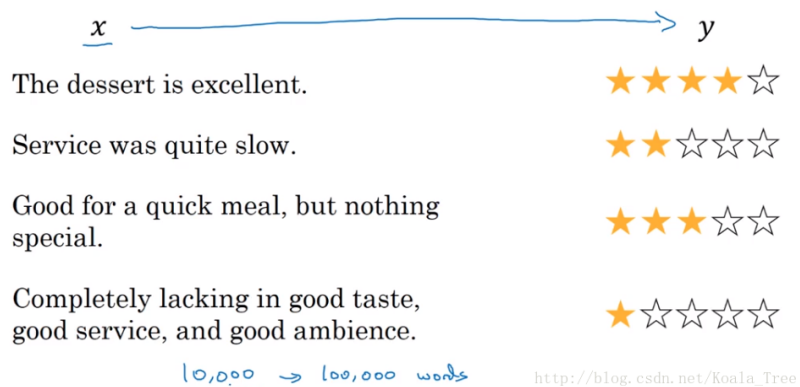 x y
The dessert is excellent.
Service was quite slow.
Good for a quick meal, but nothing
special.
Completely lacking in good taste,
good service, and good ambience.
10,000 → 100,000 words
http://blog.csdn.net/Koala_Tree